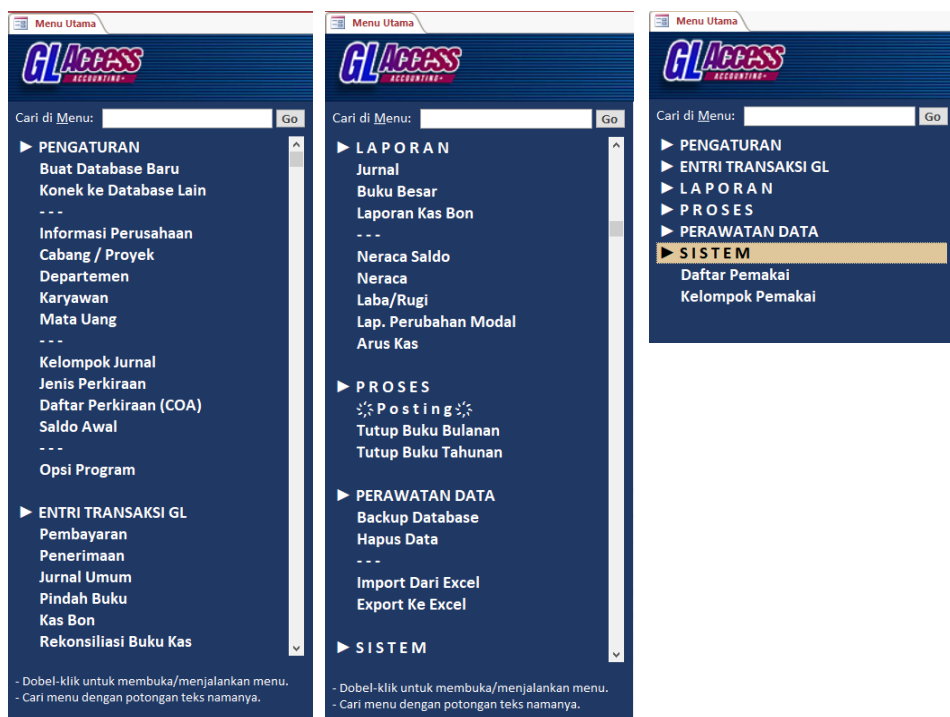 Menu Utama
GL Access
ACCOUNTING+
Cari di Menu:
Go
► PENGATURAN
Buat Database Baru
Konek ke Database Lain
- - -
Informasi Perusahaan
Cabang / Proyek
Departemen
Karyawan
Mata Uang
- - -
Kelompok Jurnal
Jenis Perkiraan
Daftar Perkiraan (COA)
Saldo Awal
- - -
Opsi Program
► ENTRI TRANSAKSI GL
Pembayaran
Penerimaan
Jurnal Umum
Pindah Buku
Kas Bon
Rekonsiliasi Buku Kas
- Dobel-klik untuk membuka/menjalankan menu.
- Cari menu dengan potongan teks namanya.
Menu Utama
GL Access
ACCOUNTING+
Cari di Menu:
Go
► L A P O R A N
Jurnal
Buku Besar
Laporan Kas Bon
- - -
Neraca Saldo
Neraca
Laba/Rugi
Lap. Perubahan Modal
Arus Kas
► P R O S E S
҉ P o s t i n g ҉
Tutup Buku Bulanan
Tutup Buku Tahunan
► PERAWATAN DATA
Backup Database
Hapus Data
- - -
Import Dari Excel
Export Ke Excel
► S I S T E M
- Dobel-klik untuk membuka/menjalankan menu.
- Cari menu dengan potongan teks namanya.
Menu Utama
GL Access
ACCOUNTING+
Cari di Menu:
Go
► PENGATURAN
► ENTRI TRANSAKSI GL
► L A P O R A N
► P R O S E S
► PERAWATAN DATA
► S I S T E M
Daftar Pemakai
Kelompok Pemakai